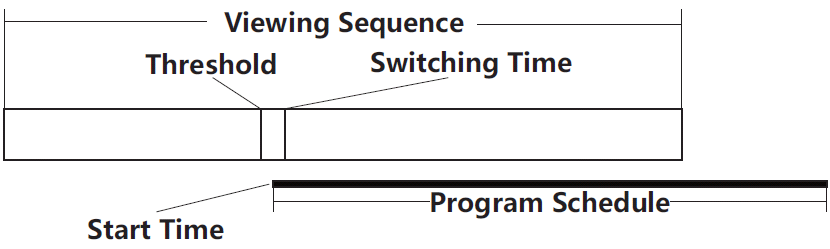 Viewing Sequence
Threshold
Switching Time
Program Schedule
Start Time